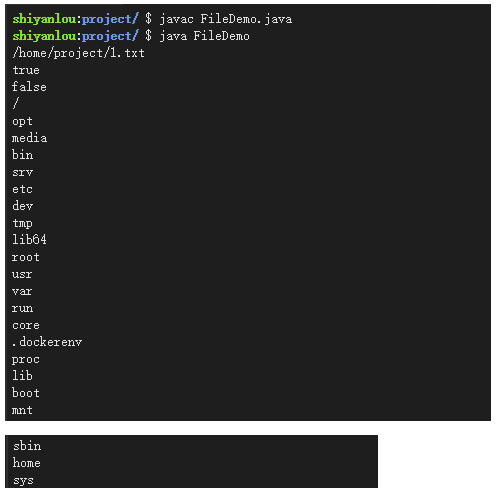 shiyanlou:project/ $ javac FileDemo.java
shiyanlou:project/ $ java FileDemo
/home/project/1.txt
true
false
/
opt
media
bin
srv
etc
dev
tmp
lib64
root
usr
var
run
core
.dockerenv
proc
lib
boot
mnt
sbin
home
sys